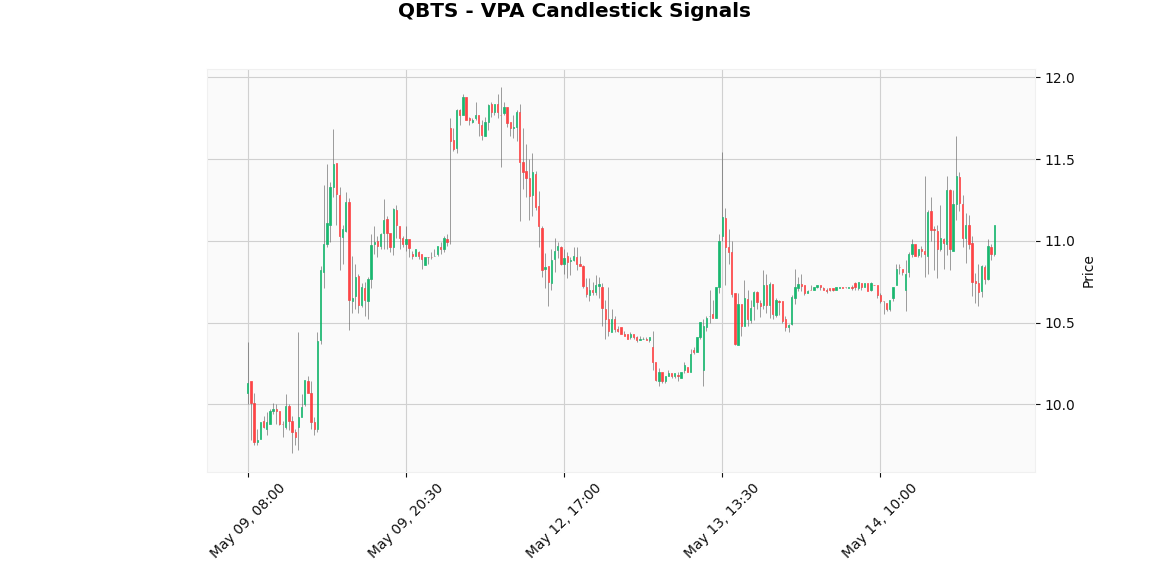 QBTS - VPA Candlestick Signals
12.0
11.5
11.0
10.5
10.0
Price
May 09, 08:00
May 09, 20:30
May 12, 17:00
May 13, 13:30
May 14, 10:00